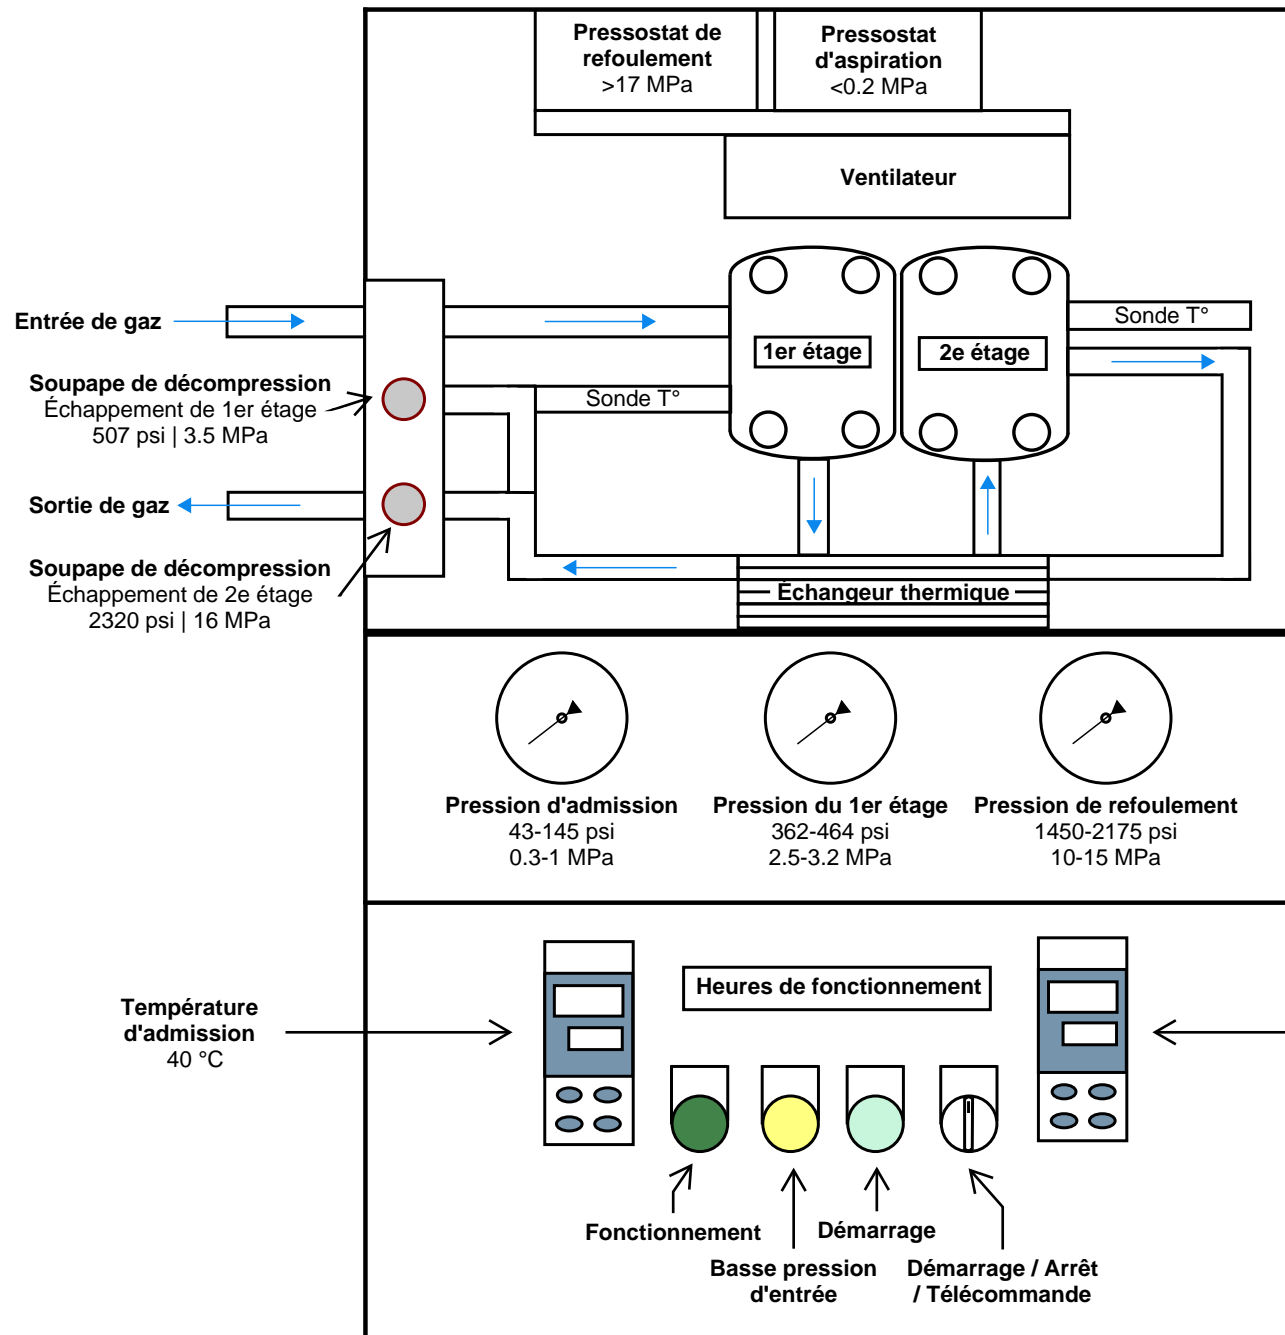 Pressostat de
refoulement
>17 MPa
Pressostat
d'aspiration
<0.2 MPa
Ventilateur
Entrée de gaz
Sonde T°
1er étage
2e étage
Soupape de décompression
Échappement de 1er étage
507 psi | 3.5 MPa
Sonde T°
Sortie de gaz
Soupape de décompression
Échappement de 2e étage
2320 psi | 16 MPa
Échangeur thermique
Pression d'admission
43-145 psi
0.3-1 MPa
Pression du 1er étage
362-464 psi
2.5-3.2 MPa
Pression de refoulement
1450-2175 psi
10-15 MPa
Heures de fonctionnement
Température
d'admission
40 °C
Fonctionnement
Démarrage
Basse pression
d'entrée
Démarrage / Arrêt
/ Télécommande